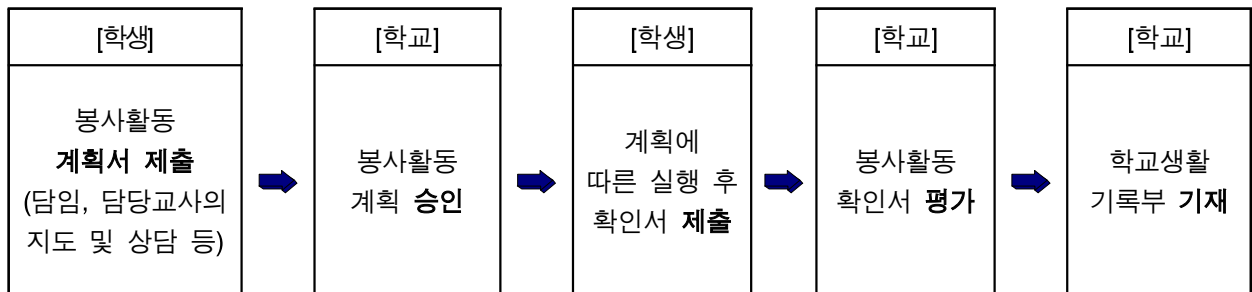 [학생]
봉사활동
계획서 제출
(담임, 담당교사의
지도 및 상담 등)
[학교]
봉사활동
계획 승인
[학생]
계획에
따른 실행 후
확인서 제출
[학교]
봉사활동
확인서 평가
[학교]
학교생활
기록부 기재